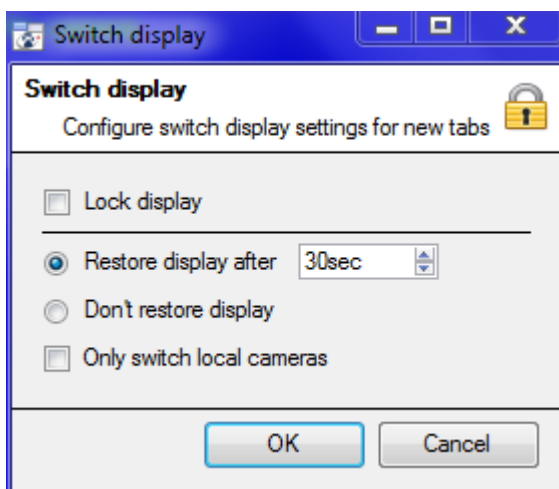 Switch display
Switch display
Configure switch display settings for new tabs
Lock display
Restore display after 30sec
Don't restore display
Only switch local cameras
OK Cancel